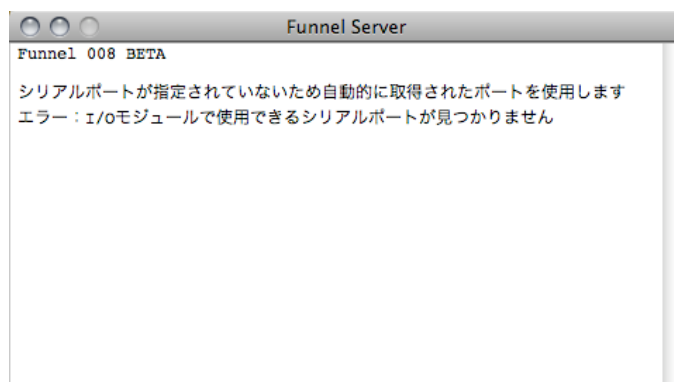 Funnel Server
Funnel 008 BETA
シリアルポートが指定されていないため自動的に取得されたポートを使用します
エラー：I/Oモジュールで使用できるシリアルポートが見つかりません